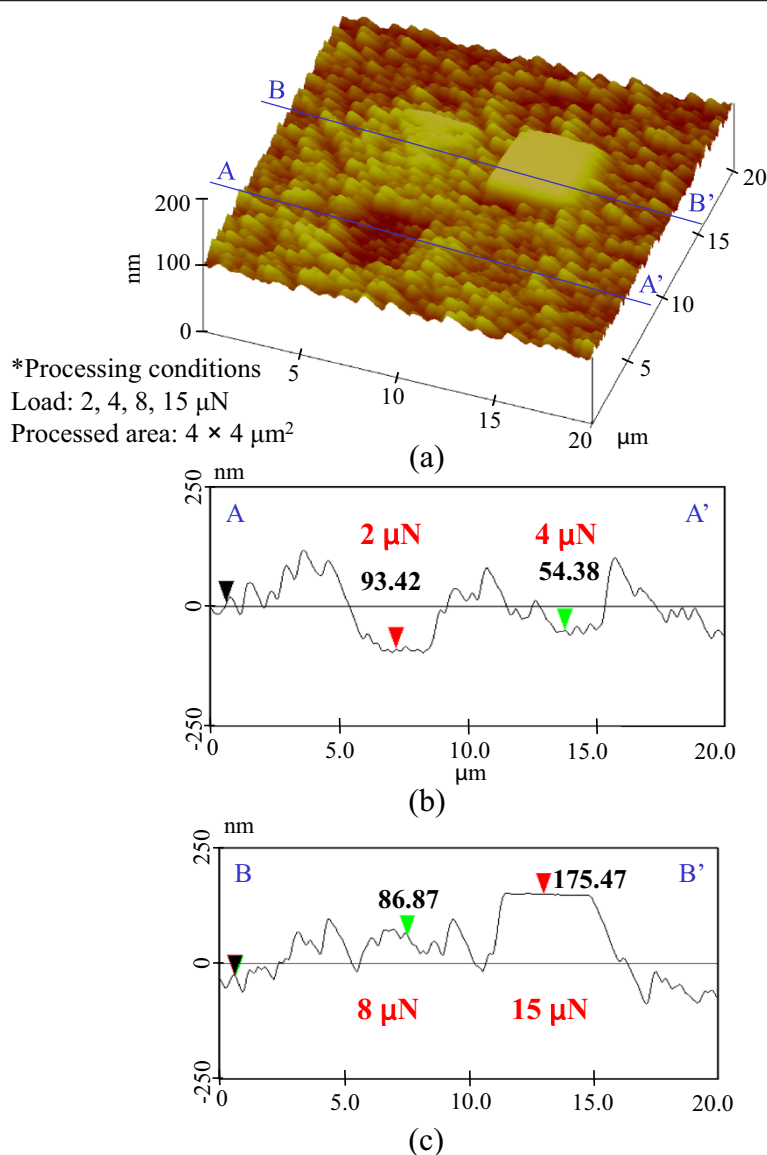 B
A
200
100
0
nm
B’
A’
20
15
10
5
5
10
15
20
μm
*Processing conditions
Load: 2, 4, 8, 15 μN
Processed area: 4 × 4 μm²
(a)
nm
250
0
-250
A
A’
2 μN
93.42
4 μN
54.38
0
5.0
10.0
15.0
20.0
μm
(b)
nm
250
0
-250
B
B’
86.87
175.47
8 μN
15 μN
0
5.0
10.0
15.0
20.0
(c)